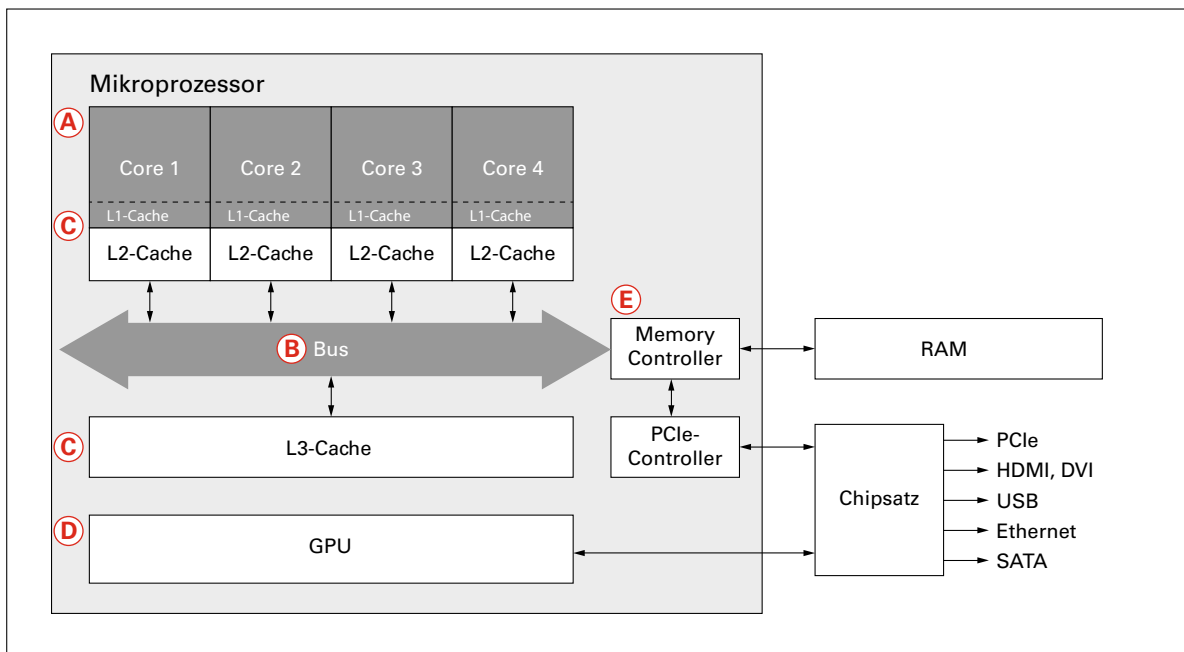 Mikroprozessor
A
Core 1 Core 2 Core 3 Core 4
L1-Cache L1-Cache L1-Cache L1-Cache
C
L2-Cache L2-Cache L2-Cache L2-Cache
E
B Bus
Memory
Controller
RAM
C
L3-Cache
PCIe-
Controller
Chipsatz
PCIe
HDMI, DVI
USB
Ethernet
SATA
D
GPU